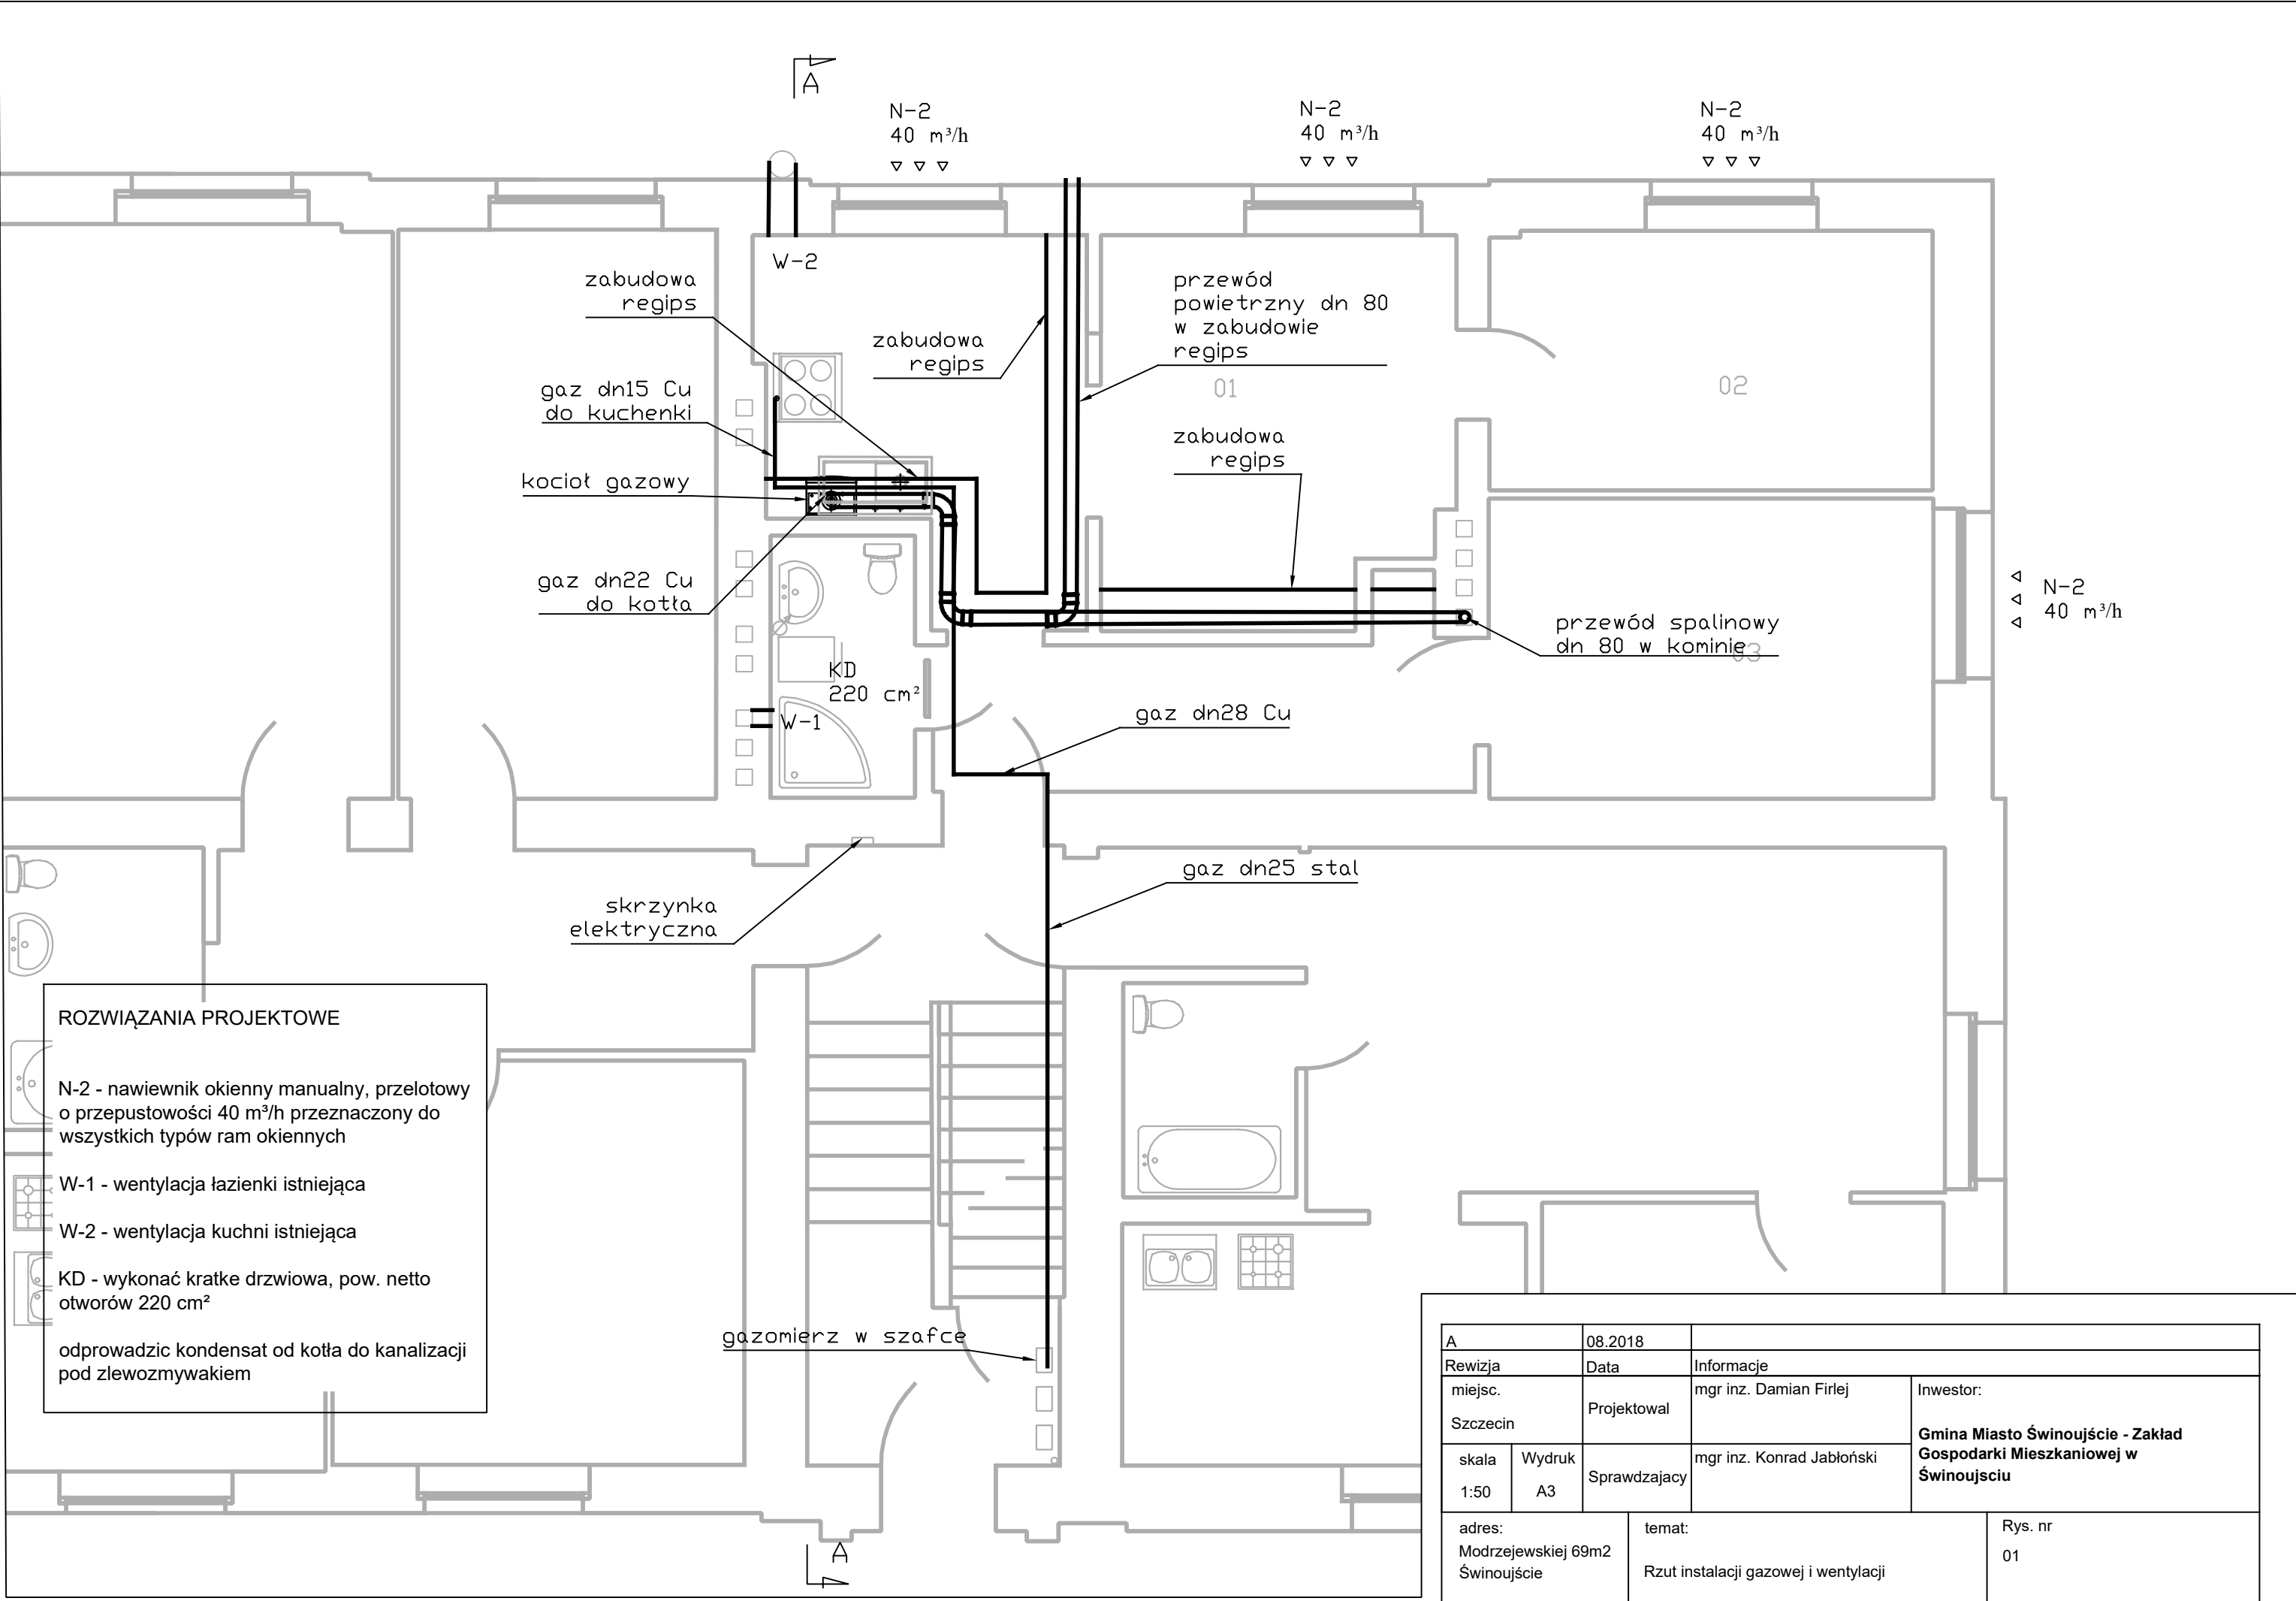 A
N-2
40 m³/h
N-2
40 m³/h
N-2
40 m³/h
W-2
zabudowa
regips
zabudowa
regips
przewód
powietrzny dn 80
w zabudowie
regips
01
02
gaz dn15 Cu
do kuchenki
zabudowa
regips
kocioł gazowy
gaz dn22 Cu
do kotła
N-2
40 m³/h
przewód spalinowy
dn 80 w kominie
03
KD
220 cm²
W-1
gaz dn28 Cu
gaz dn25 stal
skrzynka
elektryczna
ROZWIĄZANIA PROJEKTOWE
N-2 - nawiewnik okienny manualny, przelotowy
o przepustowości 40 m³/h przeznaczony do
wszystkich typów ram okiennych
W-1 - wentylacja łazienki istniejąca
W-2 - wentylacja kuchni istniejąca
KD - wykonać kratke drzwiowa, pow. netto
otworów 220 cm²
odprowadzic kondensat od kotła do kanalizacji
pod zlewozmywakiem
gazomierz w szafce
A
A 08.2018
Rewizja Data Informacje
miejsc.
Szczecin
Projektowal
mgr inz. Damian Firlej
Inwestor:
Gmina Miasto Świnoujście - Zakład
Gospodarki Mieszkaniowej w
Świnoujsciu
skala
1:50
Wydruk
A3
Sprawdzajacy
mgr inz. Konrad Jabłoński
adres:
Modrzejewskiej 69m2
Świnoujście
temat:
Rzut instalacji gazowej i wentylacji
Rys. nr
01